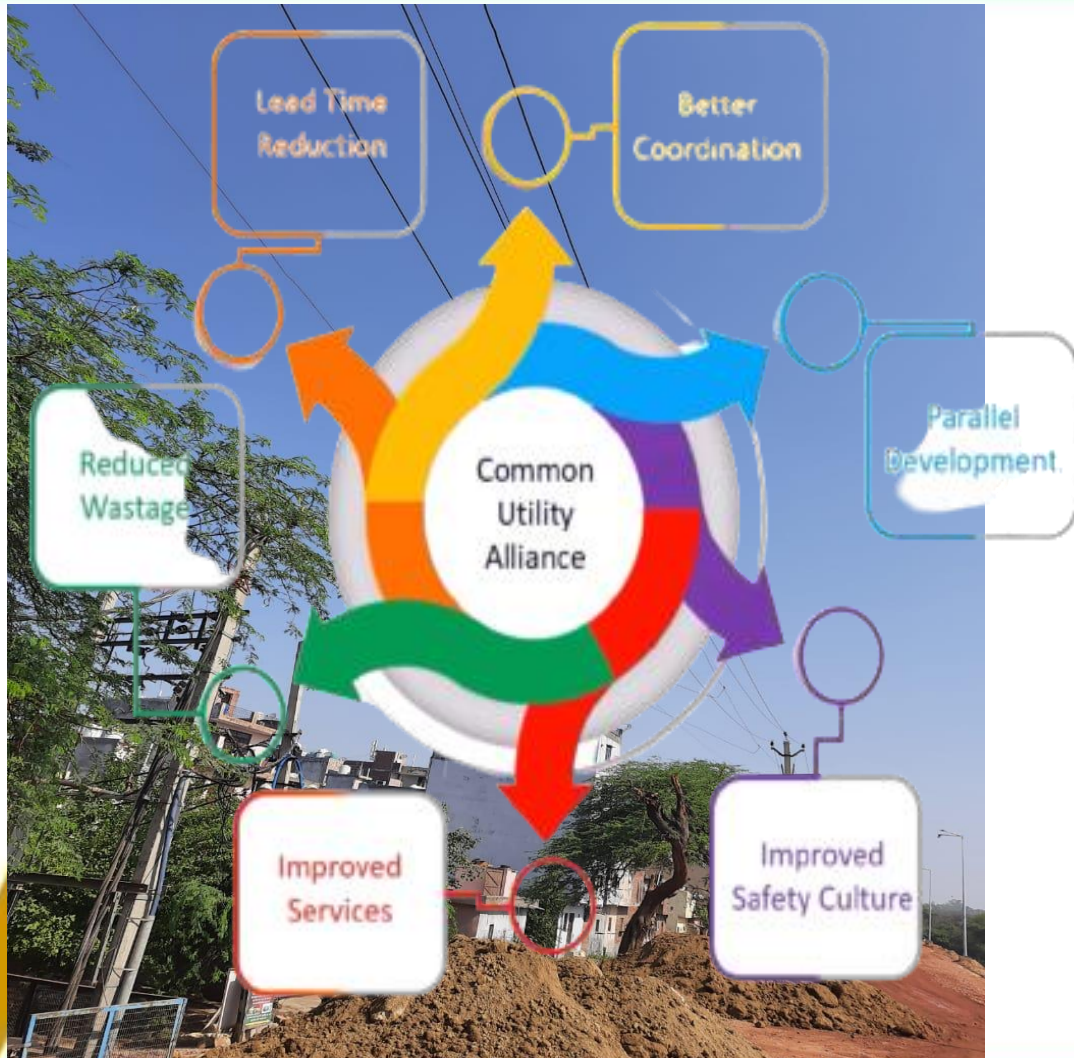 Lead Time
Reduction
Better
Coordination
Parallel
Development.
Reduced
Wastage
Common
Utility
Alliance
Improved
Services
Improved
Safety Culture